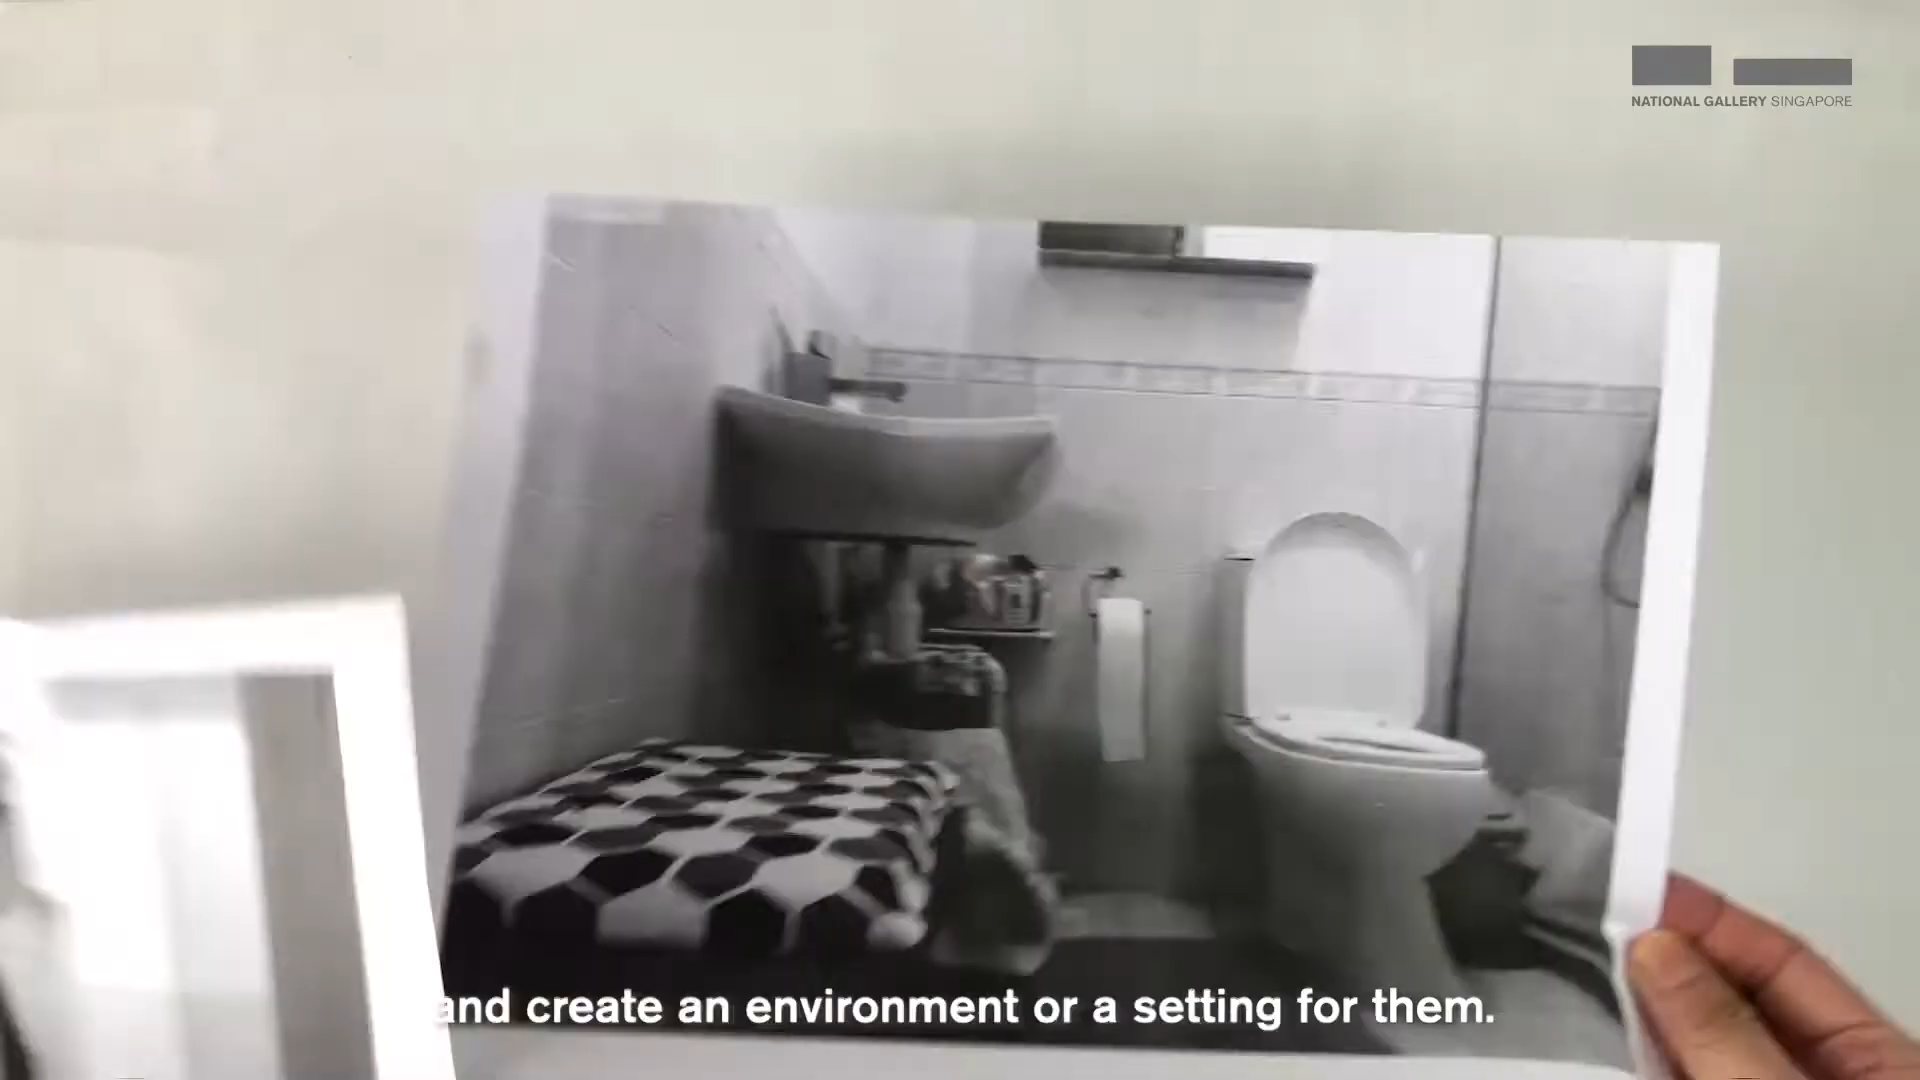 NATIONAL GALLERY SINGAPORE
and create an environment or a setting for them.